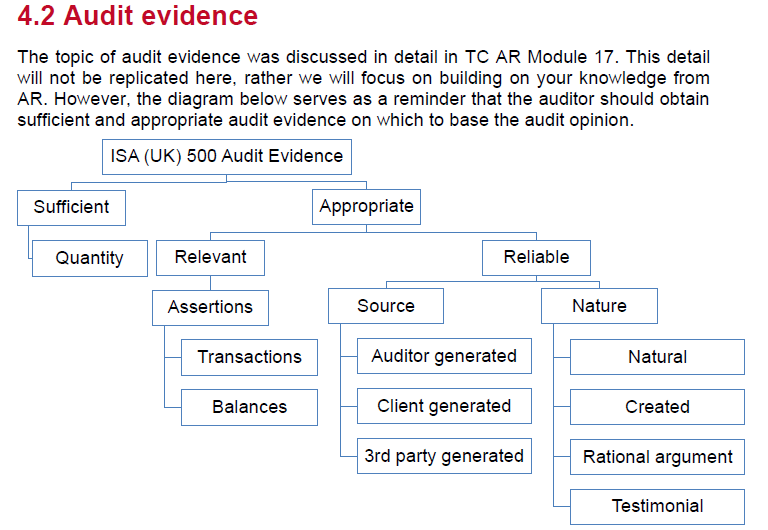 4.2 Audit evidence
The topic of audit evidence was discussed in detail in TC AR Module 17. This detail
will not be replicated here, rather we will focus on building on your knowledge from
AR. However, the diagram below serves as a reminder that the auditor should obtain
sufficient and appropriate audit evidence on which to base the audit opinion.
ISA (UK) 500 Audit Evidence
Sufficient
Appropriate
Quantity
Relevant
Reliable
Assertions
Source
Nature
Transactions
Auditor generated
Natural
Balances
Client generated
Created
3rd party generated
Rational argument
Testimonial